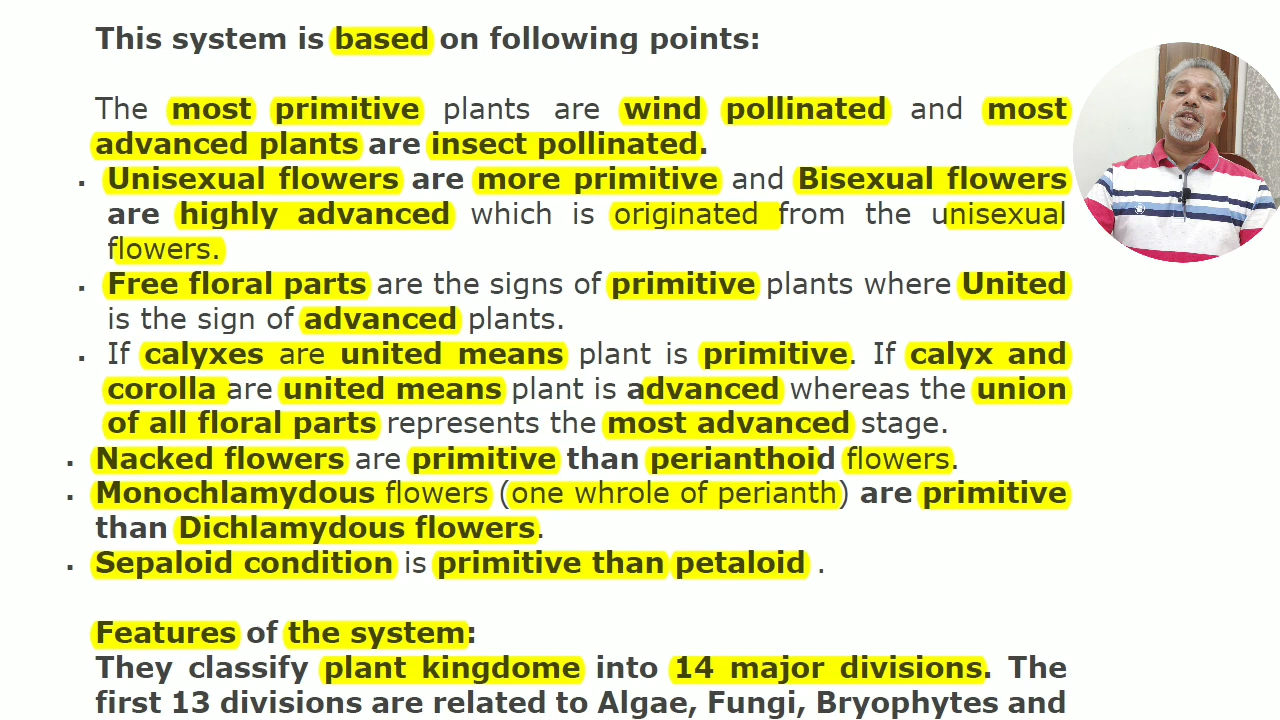 This system is based on following points:
The most primitive plants are wind pollinated and most
advanced plants are insect pollinated.
. Unisexual flowers are more primitive and Bisexual flowers
are highly advanced which is originated from the unisexual
flowers.
. Free floral parts are the signs of primitive plants where United
is the sign of advanced plants.
. If calyxes are united means plant is primitive. If calyx and
corolla are united means plant is advanced whereas the union
of all floral parts represents the most advanced stage.
. Nacked flowers are primitive than perianthoid flowers.
. Monochlamydous flowers (one whrole of perianth) are primitive
than Dichlamydous flowers.
. Sepaloid condition is primitive than petaloid .
Features of the system:
They classify plant kingdome into 14 major divisions. The
first 13 divisions are related to Algae, Fungi, Bryophytes and